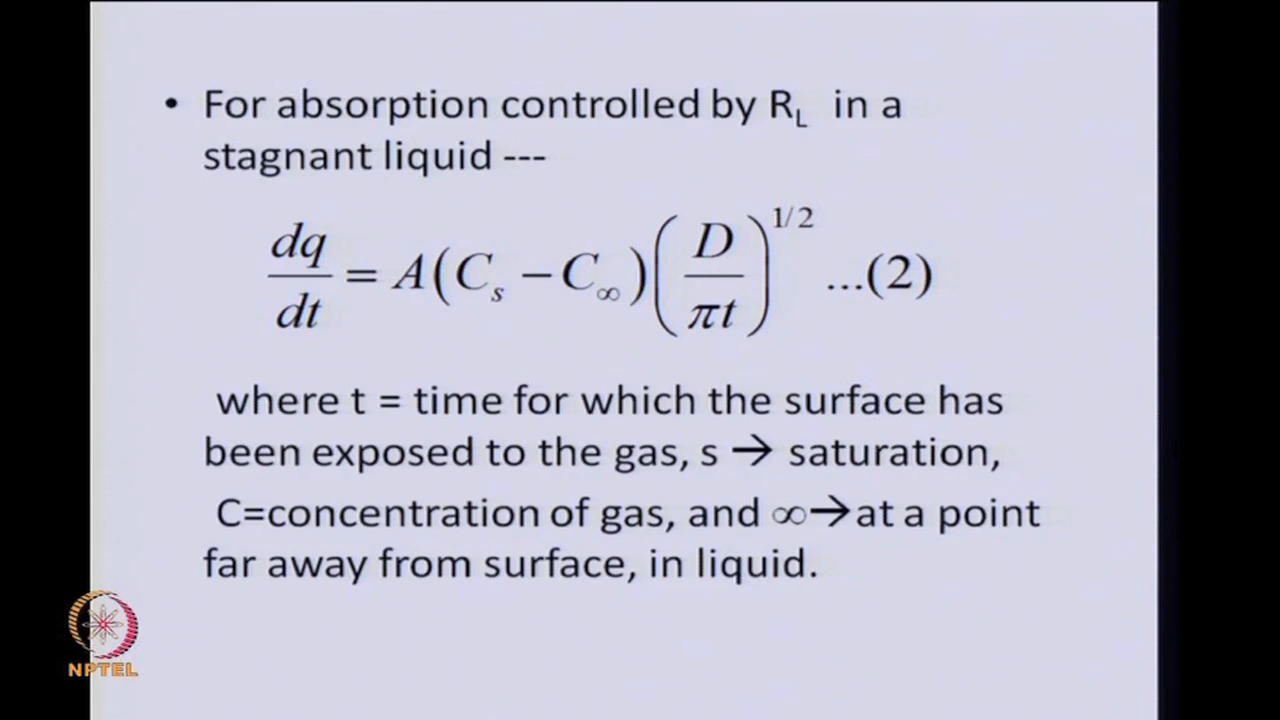 • For absorption controlled by R_L in a
stagnant liquid ---
dq/dt = A(C_s − C_∞)(D/πt)^1/2 ...(2)
where t = time for which the surface has
been exposed to the gas, s → saturation,
C=concentration of gas, and ∞→at a point
far away from surface, in liquid.
NPTEL